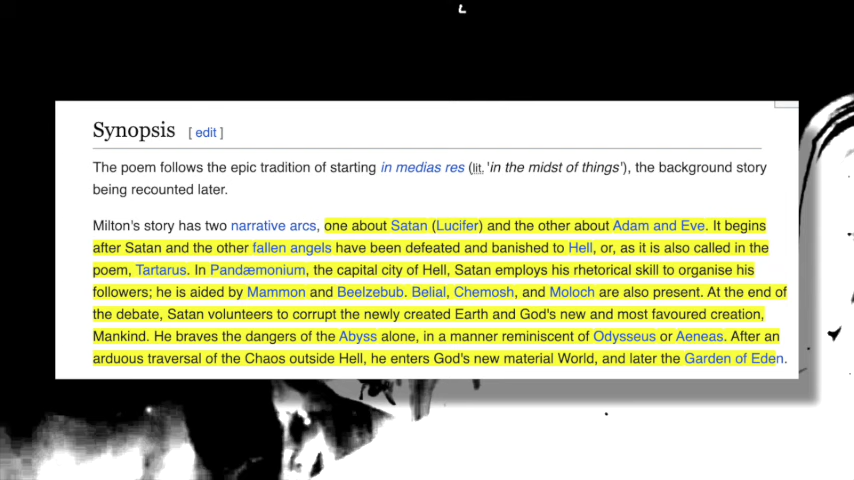 Synopsis [ edit ]
The poem follows the epic tradition of starting in medias res (lit. 'in the midst of things'), the background story
being recounted later.
Milton's story has two narrative arcs, one about Satan (Lucifer) and the other about Adam and Eve. It begins
after Satan and the other fallen angels have been defeated and banished to Hell, or, as it is also called in the
poem, Tartarus. In Pandæmonium, the capital city of Hell, Satan employs his rhetorical skill to organise his
followers; he is aided by Mammon and Beelzebub. Belial, Chemosh, and Moloch are also present. At the end of
the debate, Satan volunteers to corrupt the newly created Earth and God's new and most favoured creation,
Mankind. He braves the dangers of the Abyss alone, in a manner reminiscent of Odysseus or Aeneas. After an
arduous traversal of the Chaos outside Hell, he enters God's new material World, and later the Garden of Eden.